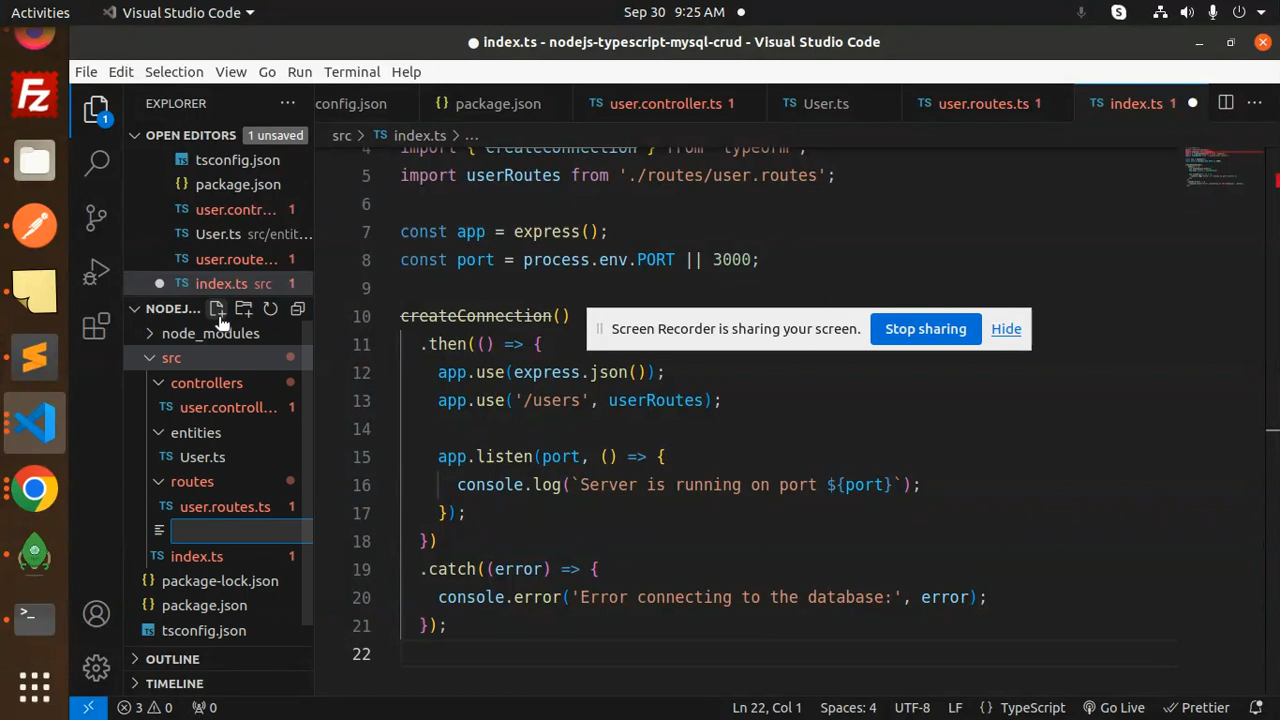 Activities
Visual Studio Code
Sep 30 9:25 AM
index.ts - nodejs-typescript-mysql-crud - Visual Studio Code
File Edit Selection View Go Run Terminal Help
EXPLORER
config.json
package.json
user.controller.ts 1
User.ts
user.routes.ts 1
index.ts 1
OPEN EDITORS 1 unsaved
src > TS index.ts > ...
tsconfig.json
package.json
user.contr... 1
User.ts src/entit...
user.route... 1
index.ts src 1
NODEJ...
node_modules
src
controllers
user.controll... 1
entities
User.ts
routes
user.routes.ts 1
index.ts 1
package-lock.json
package.json
tsconfig.json
OUTLINE
TIMELINE
4 import { createConnection } from 'typeorm';
5 import userRoutes from './routes/user.routes';
6
7 const app = express();
8 const port = process.env.PORT || 3000;
9
10 createConnection()
11 .then(() => {
12 app.use(express.json());
13 app.use('/users', userRoutes);
14
15 app.listen(port, () => {
16 console.log(`Server is running on port ${port}`);
17 });
18 })
19 .catch((error) => {
20 console.error('Error connecting to the database:', error);
21 });
22
Screen Recorder is sharing your screen.
Stop sharing
Hide
3 0
0
Ln 22, Col 1
Spaces: 4
UTF-8
LF
{ } TypeScript
Go Live
Prettier